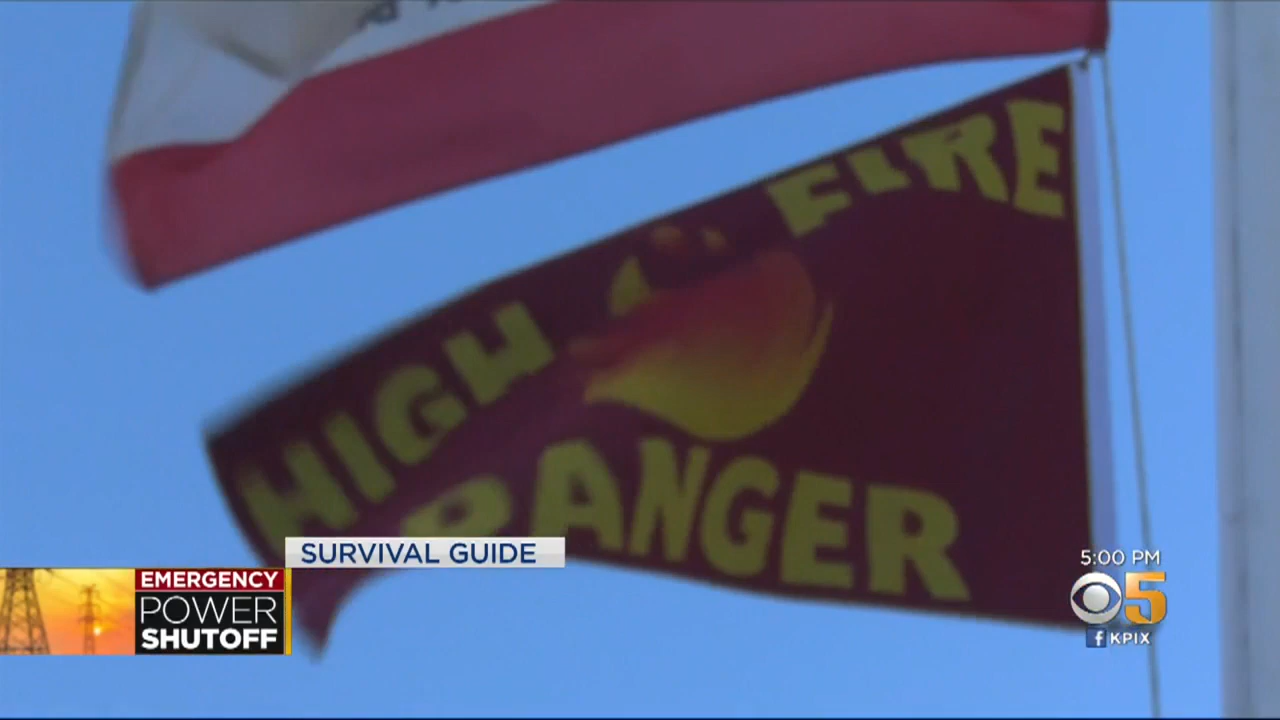 HIGH FIRE
DANGER
SURVIVAL GUIDE
EMERGENCY
POWER
SHUTOFF
5:00 PM
5
f KPIX